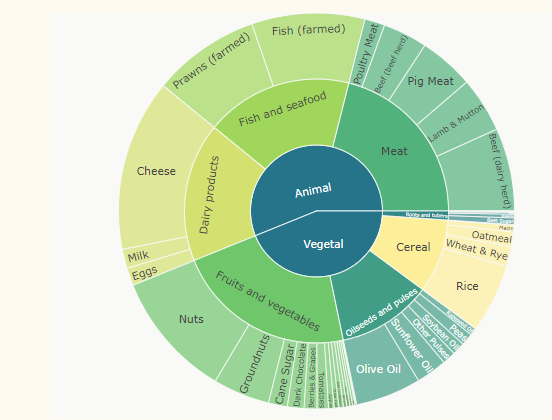 Animal
Vegetal
Fish and seafood
Meat
Dairy products
Fruits and vegetables
Oilseeds and pulses
Cereal
Roots and tubers
Prawns (farmed)
Fish (farmed)
Poultry Meat
Beef (beef herd)
Pig Meat
Lamb & Mutton
Beef (dairy herd)
Cheese
Milk
Eggs
Nuts
Groundnuts
Cane Sugar
Dark Chocolate
Berries & Grapes
Tomatoes
Olive Oil
Sunflower Oil
Other Pulses
Soybean Oil
Peas
Rice
Wheat & Rye
Oatmeal
Maize